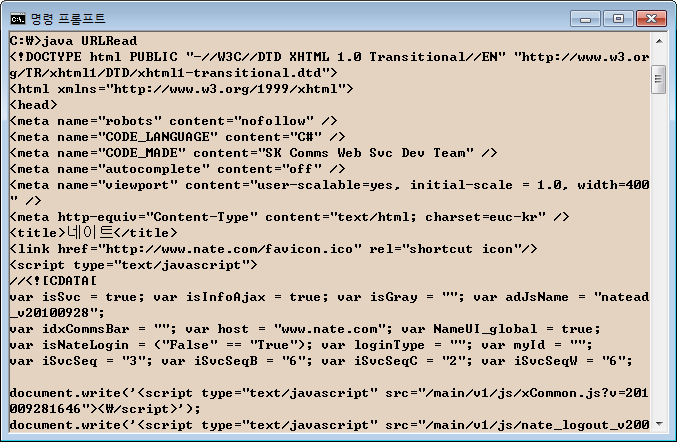 명령 프롬프트
C:₩>java URLRead
<!DOCTYPE html PUBLIC "-//W3C//DTD XHTML 1.0 Transitional//EN" "http://www.w3.or
g/TR/xhtml1/DTD/xhtml1-transitional.dtd">
<html xmlns="http://www.w3.org/1999/xhtml">
<head>
<meta name="robots" content="nofollow" />
<meta name="CODE_LANGUAGE" content="C#" />
<meta name="CODE_MADE" content="SK Comms Web Svc Dev Team" />
<meta name="autocomplete" content="off" />
<meta name="viewport" content="user-scalable=yes, initial-scale = 1.0, width=400
" />
<meta http-equiv="Content-Type" content="text/html; charset=euc-kr" />
<title>네이트</title>
<link href="http://www.nate.com/favicon.ico" rel="shortcut icon"/>
<script type="text/javascript">
//<![CDATA[
var isSvc = true; var isInfoAjax = true; var isGray = ""; var adJsName = "natead
_v20100928";
var idxCommsBar = ""; var host = "www.nate.com"; var NameUI_global = true;
var isNateLogin = ("False" == "True"); var loginType = ""; var myId = "";
var iSvcSeq = "3"; var iSvcSeqB = "6"; var iSvcSeqC = "2"; var iSvcSeqW = "6";
document.write('<script type="text/javascript" src="/main/v1/js/xCommon.js?v=201
009281646"><₩/script>');
document.write('<script type="text/javascript" src="/main/v1/js/nate_logout_v200